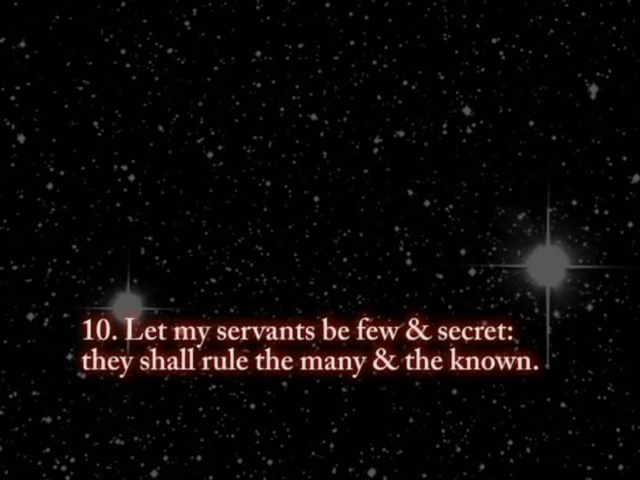 10. Let my servants be few & secret:
they shall rule the many & the known.